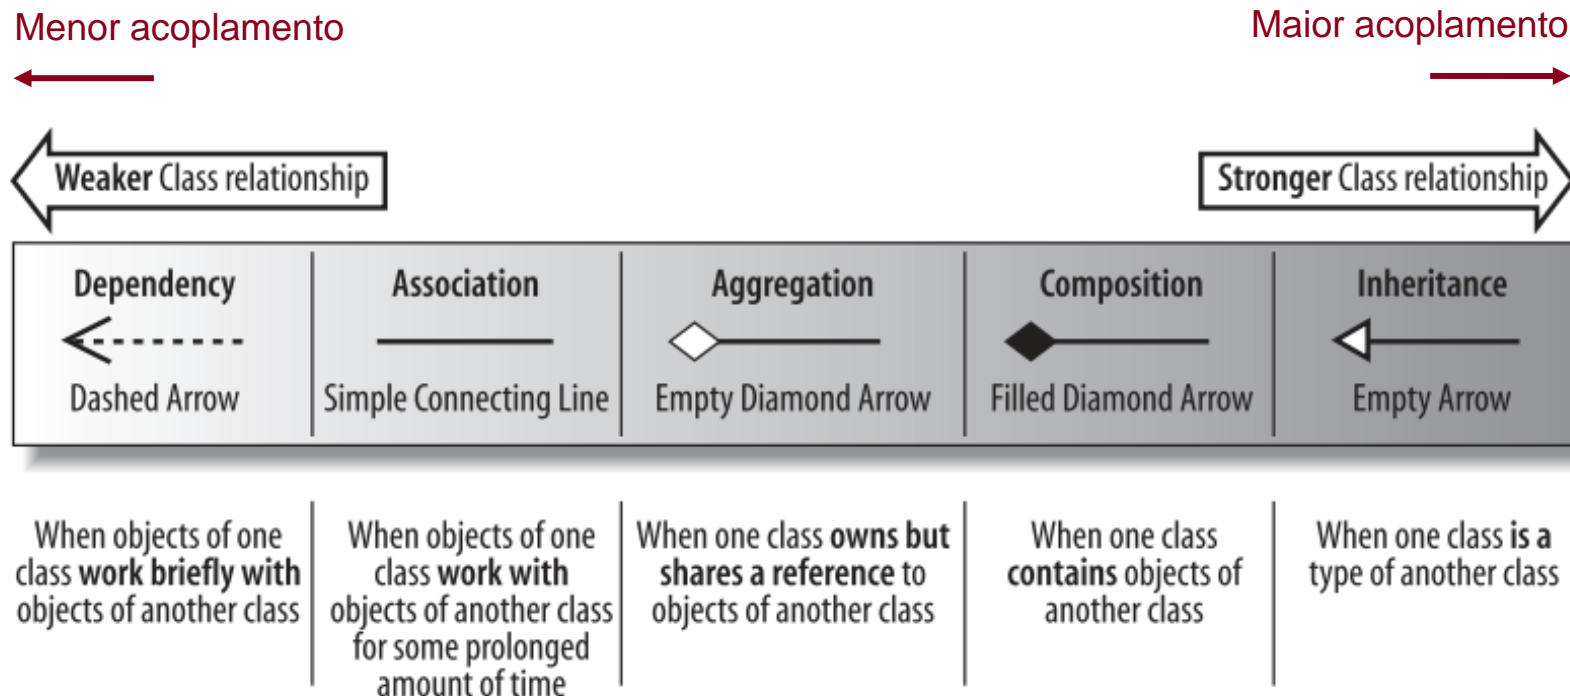 Menor acoplamento
Maior acoplamento
Weaker Class relationship
Stronger Class relationship
Dependency
Association
Aggregation
Composition
Inheritance
Dashed Arrow
Simple Connecting Line
Empty Diamond Arrow
Filled Diamond Arrow
Empty Arrow
When objects of one
class work briefly with
objects of another class
When objects of one
class work with
objects of another class
for some prolonged
amount of time
When one class owns but
shares a reference to
objects of another class
When one class
contains objects of
another class
When one class is a
type of another class